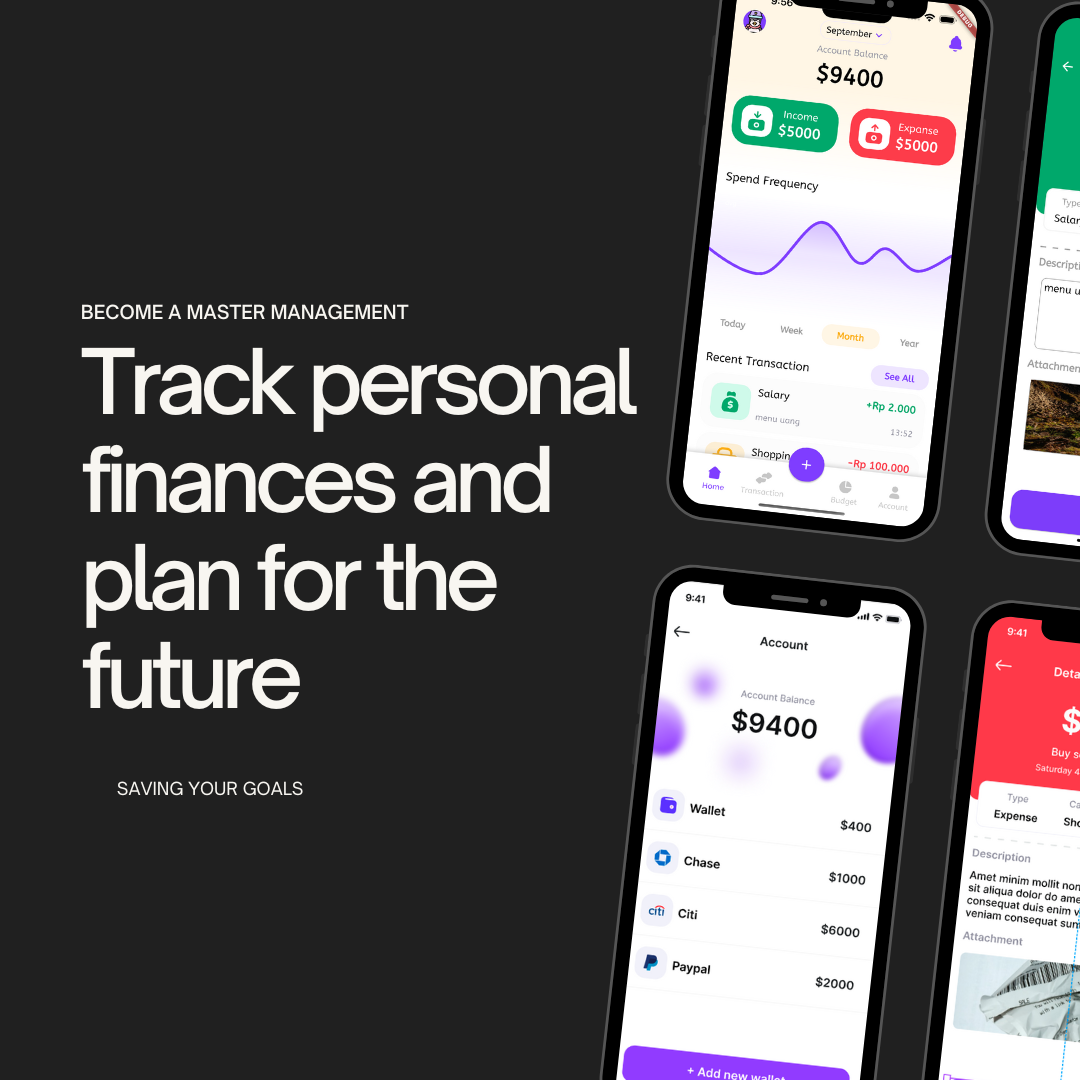 BECOME A MASTER MANAGEMENT
Track personal
finances and
plan for the
future
SAVING YOUR GOALS
9:56
DEBUG
September
Account Balance
$9400
Income
$5000
Expanse
$5000
Spend Frequency
Today Week Month Year
Recent Transaction See All
Salary +Rp 2.000
menu uang 13:52
Shoppin -Rp 100.000
Home Transaction + Budget Account
Type
Salar
Descripti
menu u
Attachmen
9:41
Account
Account Balance
$9400
Wallet $400
Chase $1000
citi Citi $6000
Paypal $2000
+ Add new wallet
9:41
Deta
$
Buy s
Saturday 4
Type Ca
Expense Sho
Description
Amet minim mollit non
sit aliqua dolor do ame
consequat duis enim v
veniam consequat sun
Attachment